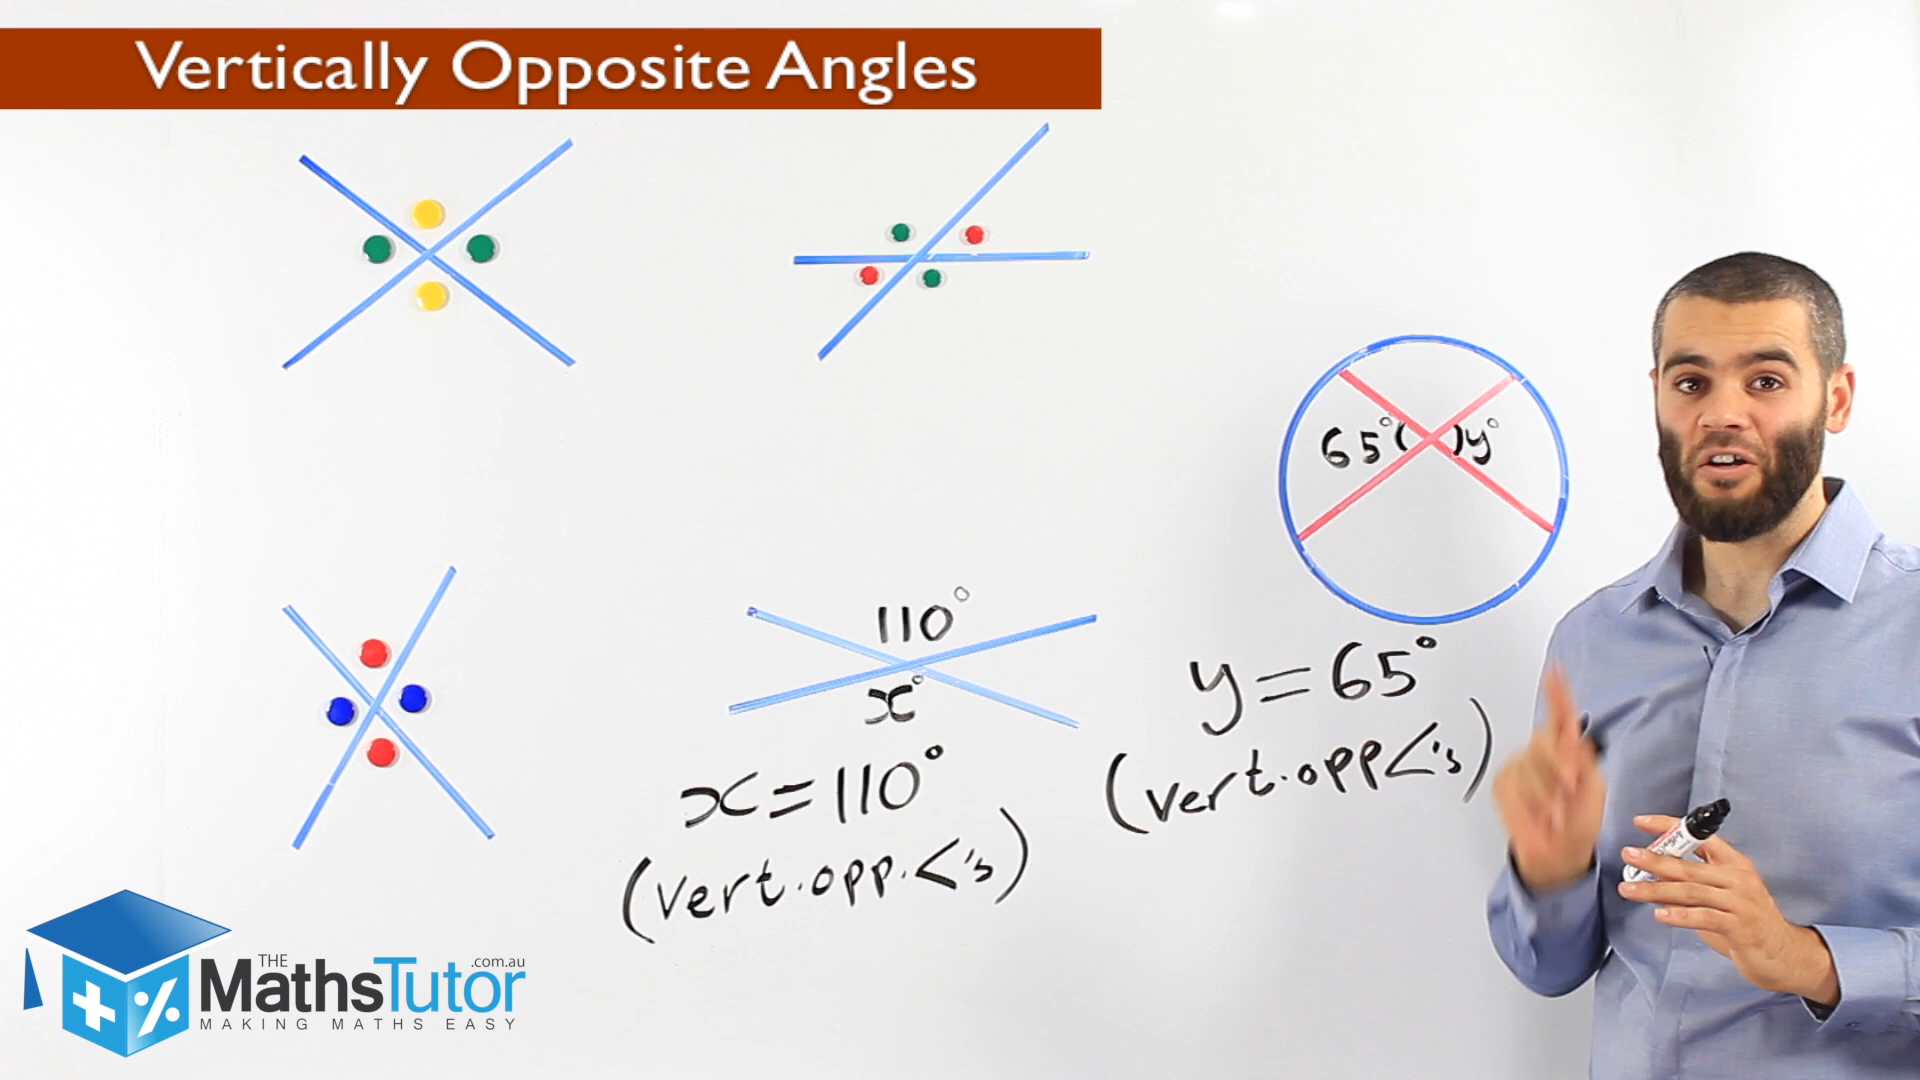 Vertically Opposite Angles
65° y°
110°
x°
y = 65°
(vert. opp <'s)
x = 110°
(vert. opp. <'s)
THE
MathsTutor .com.au
MAKING MATHS EASY